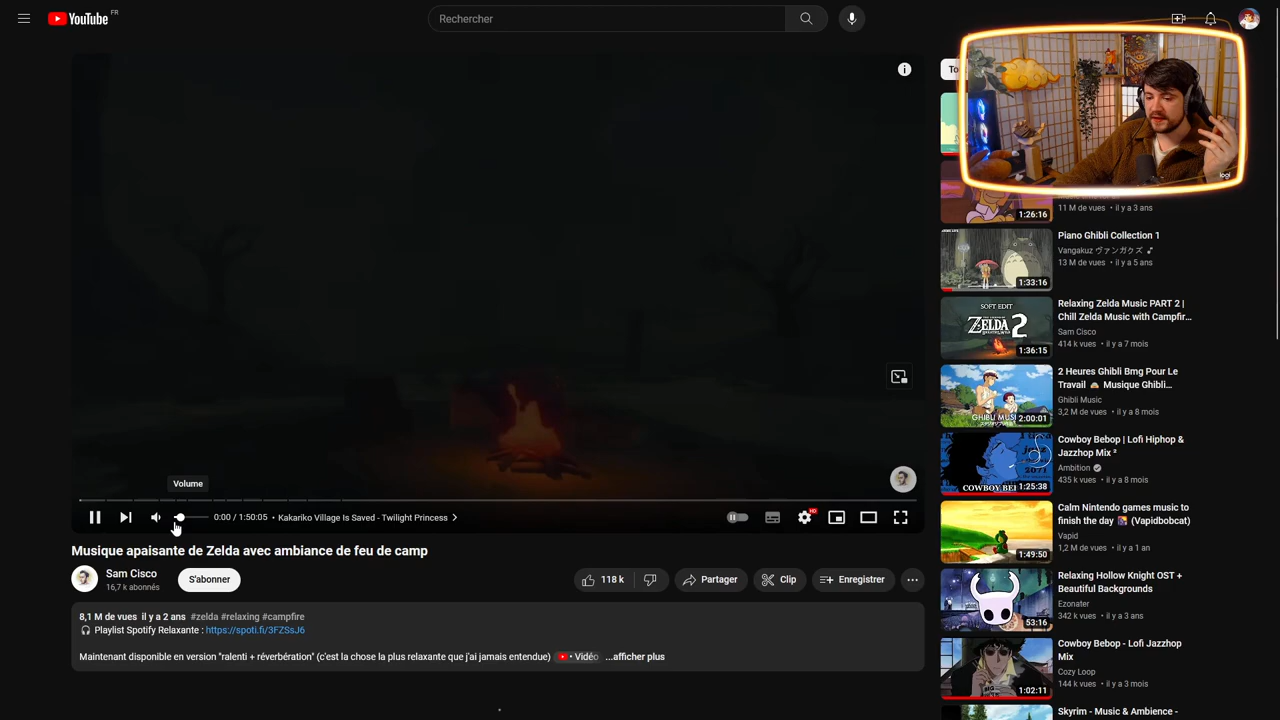 YouTube FR
Rechercher
To
Volume
0:00 / 1:50:05 • Kakariko Village Is Saved - Twilight Princess
Musique apaisante de Zelda avec ambiance de feu de camp
Sam Cisco
16,7 k abonnés
S'abonner
118 k
Partager
Clip
Enregistrer
8,1 M de vues il y a 2 ans #zelda #relaxing #campfire
Playlist Spotify Relaxante : https://spoti.fi/3FZSsJ6
Maintenant disponible en version "ralenti + réverbération" (c'est la chose la plus relaxante que j'ai jamais entendue) • Vidéo ...afficher plus
logi
1:26:16
11 M de vues • il y a 3 ans
1:33:16
Piano Ghibli Collection 1
Vangakuz ヴァンガクズ
13 M de vues • il y a 5 ans
SOFT EDIT
ZELDA 2
1:36:15
Relaxing Zelda Music PART 2 |
Chill Zelda Music with Campfir...
Sam Cisco
414 k vues • il y a 7 mois
GHIBLI MUSI
2:00:01
2 Heures Ghibli Bmg Pour Le
Travail Musique Ghibli...
Ghibli Music
3,2 M de vues • il y a 8 mois
COWBOY BE
1:25:38
Cowboy Bebop | Lofi Hiphop &
Jazzhop Mix ²
Ambition
435 k vues • il y a 8 mois
1:49:50
Calm Nintendo games music to
finish the day (Vapidbobcat)
Vapid
1,2 M de vues • il y a 1 an
53:16
Relaxing Hollow Knight OST +
Beautiful Backgrounds
Ezonater
342 k vues • il y a 3 ans
1:02:11
Cowboy Bebop - Lofi Jazzhop
Mix
Cozy Loop
144 k vues • il y a 3 mois
Skyrim - Music & Ambience -